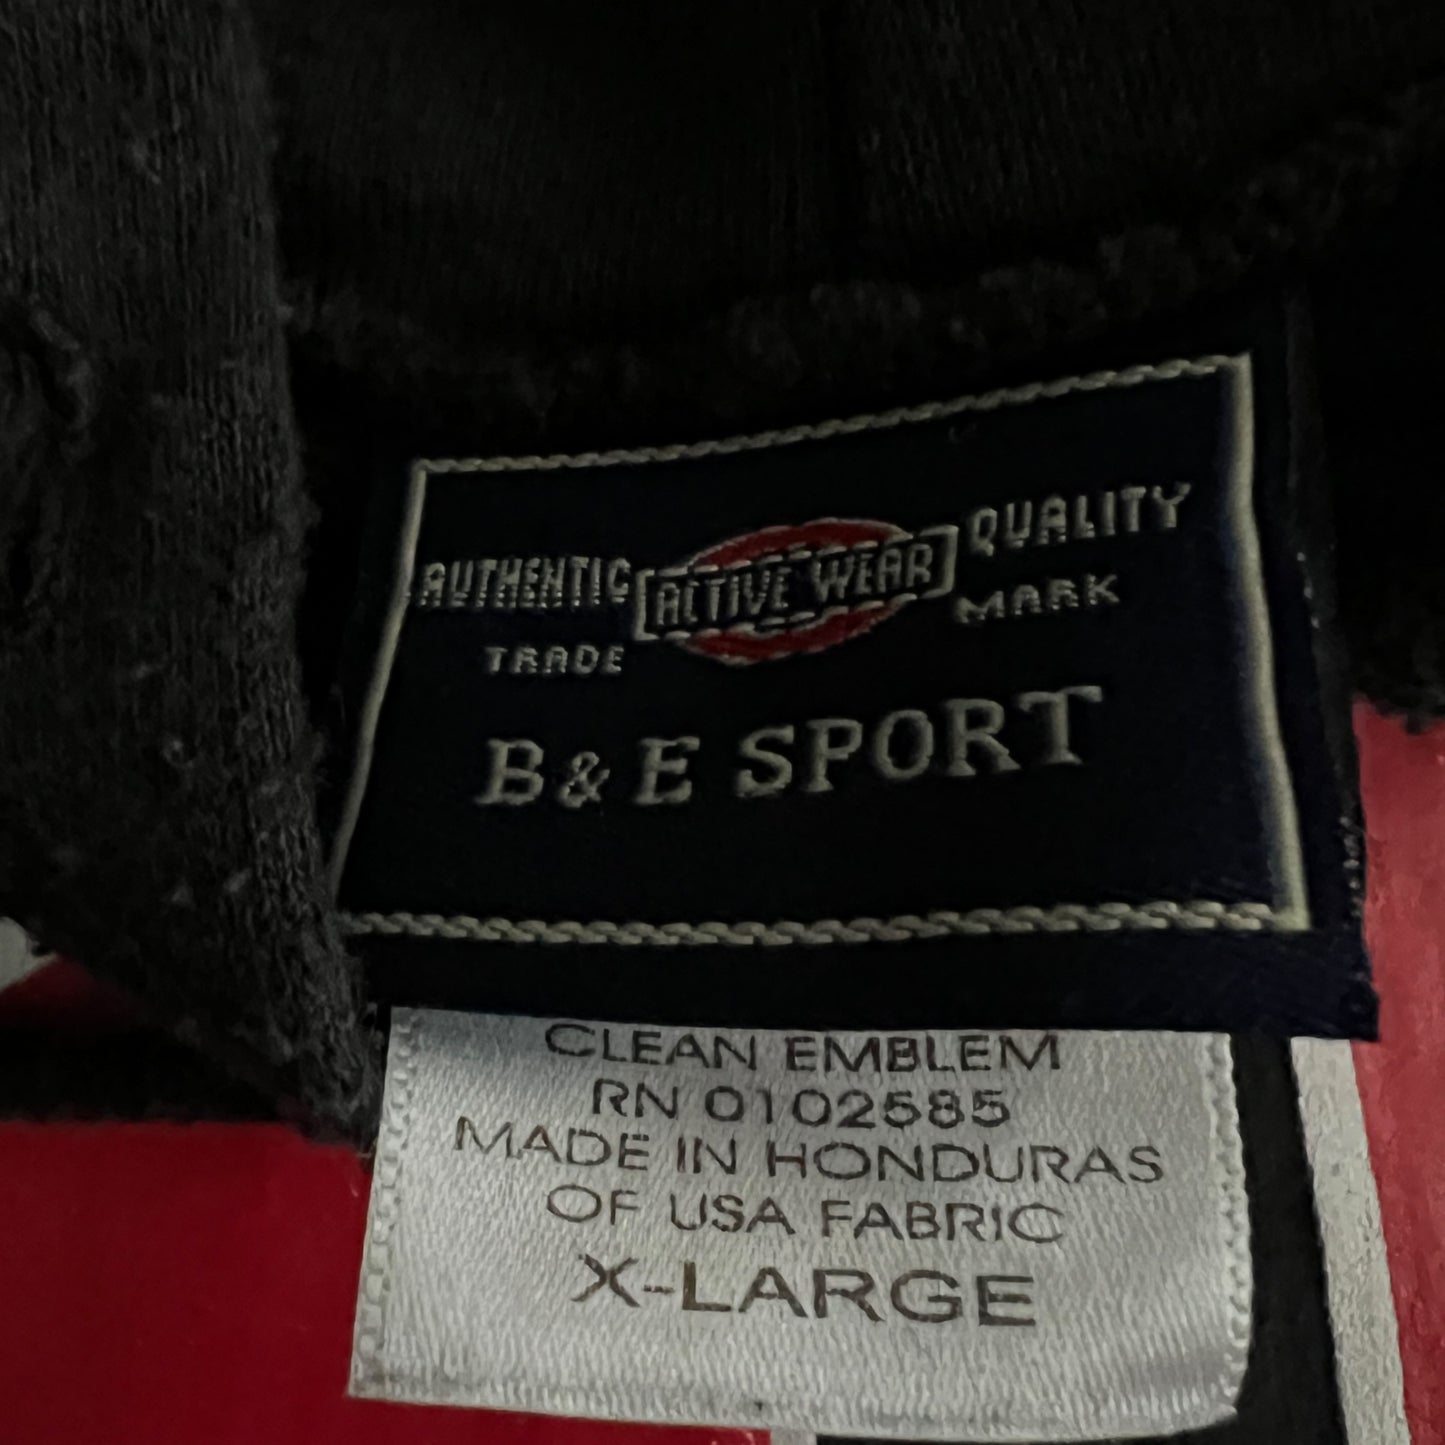 AUTHENTIC ACTIVE WEAR QUALITY
TRADE MARK
B & E SPORT
CLEAN EMBLEM
RN 0102585
MADE IN HONDURAS
OF USA FABRIC
X-LARGE